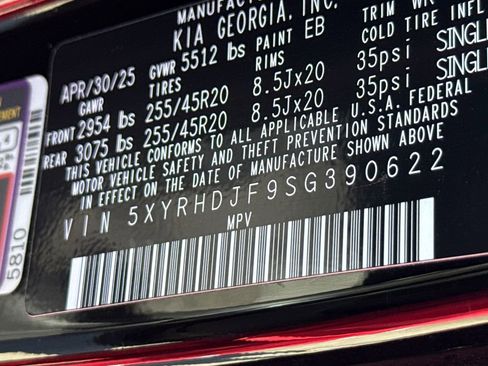 MANUFACTU
KIA GEORGIA, INC.
APR/30/25 GVWR 5512 lbs PAINT EB TRIM WK
GAWR TIRES RIMS COLD TIRE INFL
FRONT 2954 lbs 255/45R20 8.5Jx20 35psi SINGL
REAR 3075 lbs 255/45R20 8.5Jx20 35psi SINGL
THIS VEHICLE CONFORMS TO ALL APPLICABLE U.S.A. FEDERAL
MOTOR VEHICLE SAFETY AND THEFT PREVENTION STANDARDS
IN EFFECT ON THE DATE OF MANUFACTURE SHOWN ABOVE
VIN 5XYRHDJF9SG390622
MPV
5810